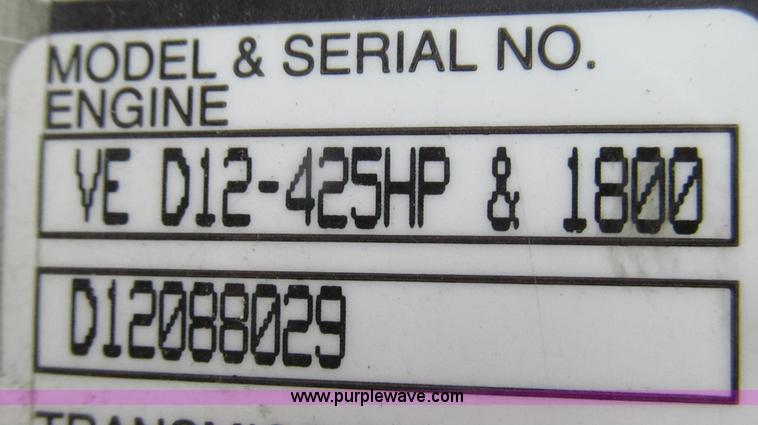 MODEL & SERIAL NO.
ENGINE
VE D12-425HP & 1800
D12088029
www.purplewave.com